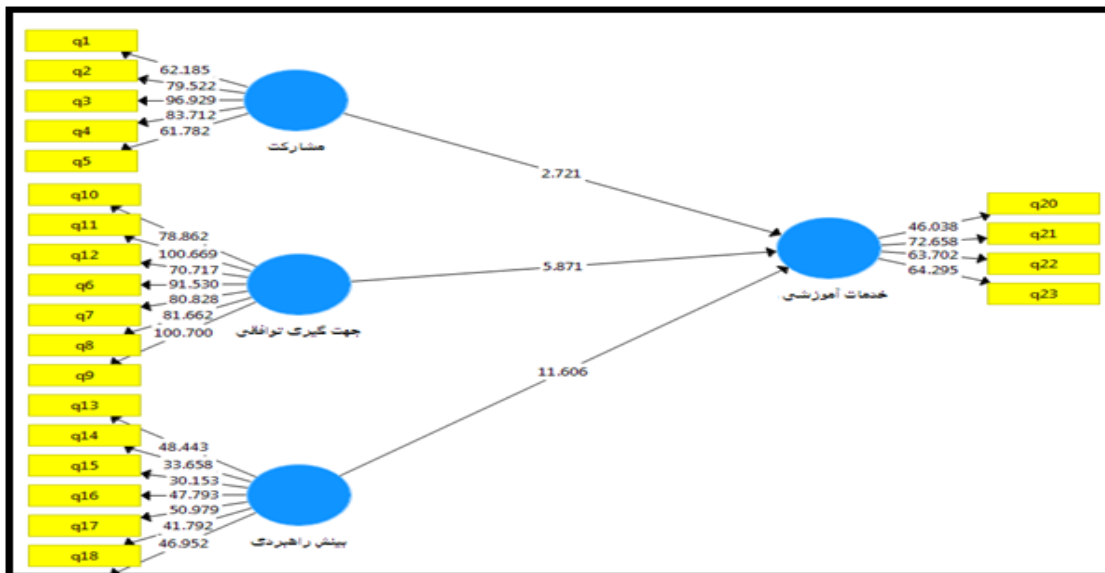 q1
q2
q3
q4
q5
62.185
79.522
96.929
83.712
61.782
مشارکت
q10
q11
q12
q6
q7
q8
q9
78.862
100.669
70.717
91.530
80.828
81.662
100.700
جهت گیری توافقی
q13
q14
q15
q16
q17
q18
48.443
33.658
30.153
47.793
50.979
41.792
46.952
بینش راهبردی
2.721
5.871
11.606
خدمات آموزشی
46.038
72.658
63.702
64.295
q20
q21
q22
q23